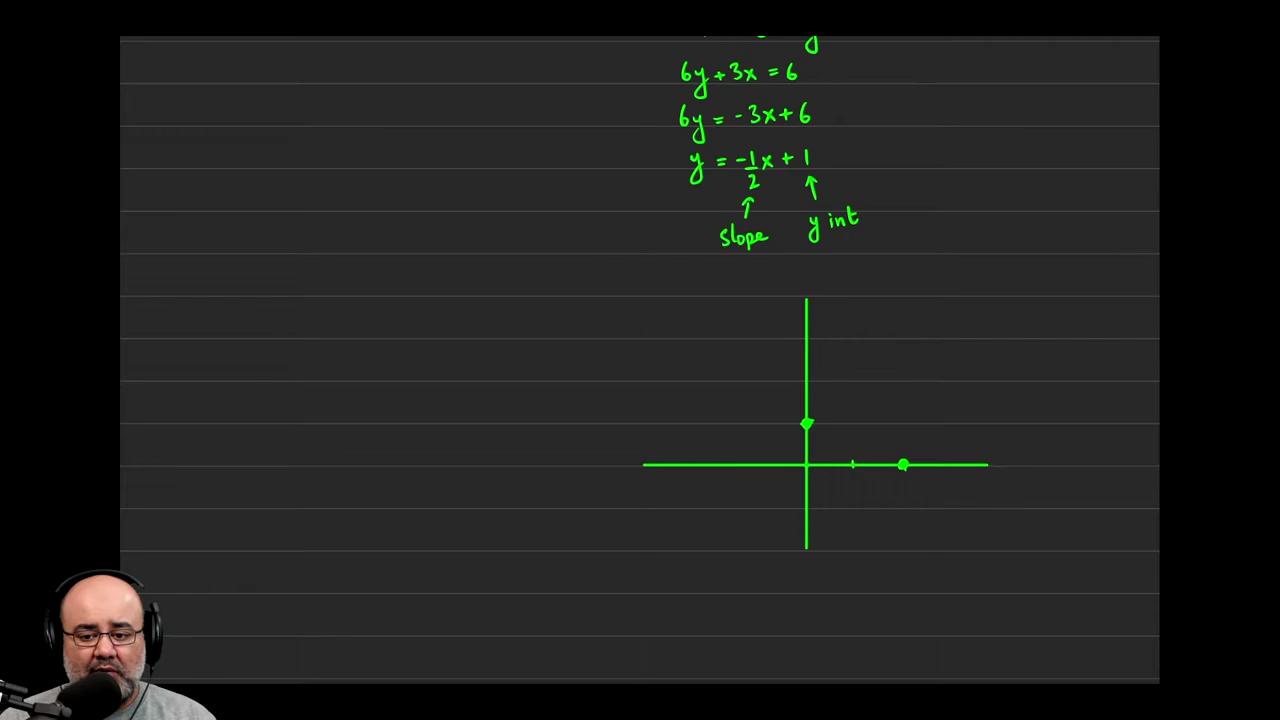 6y + 3x = 6
6y = -3x + 6
y = -1/2 x + 1
slope y int